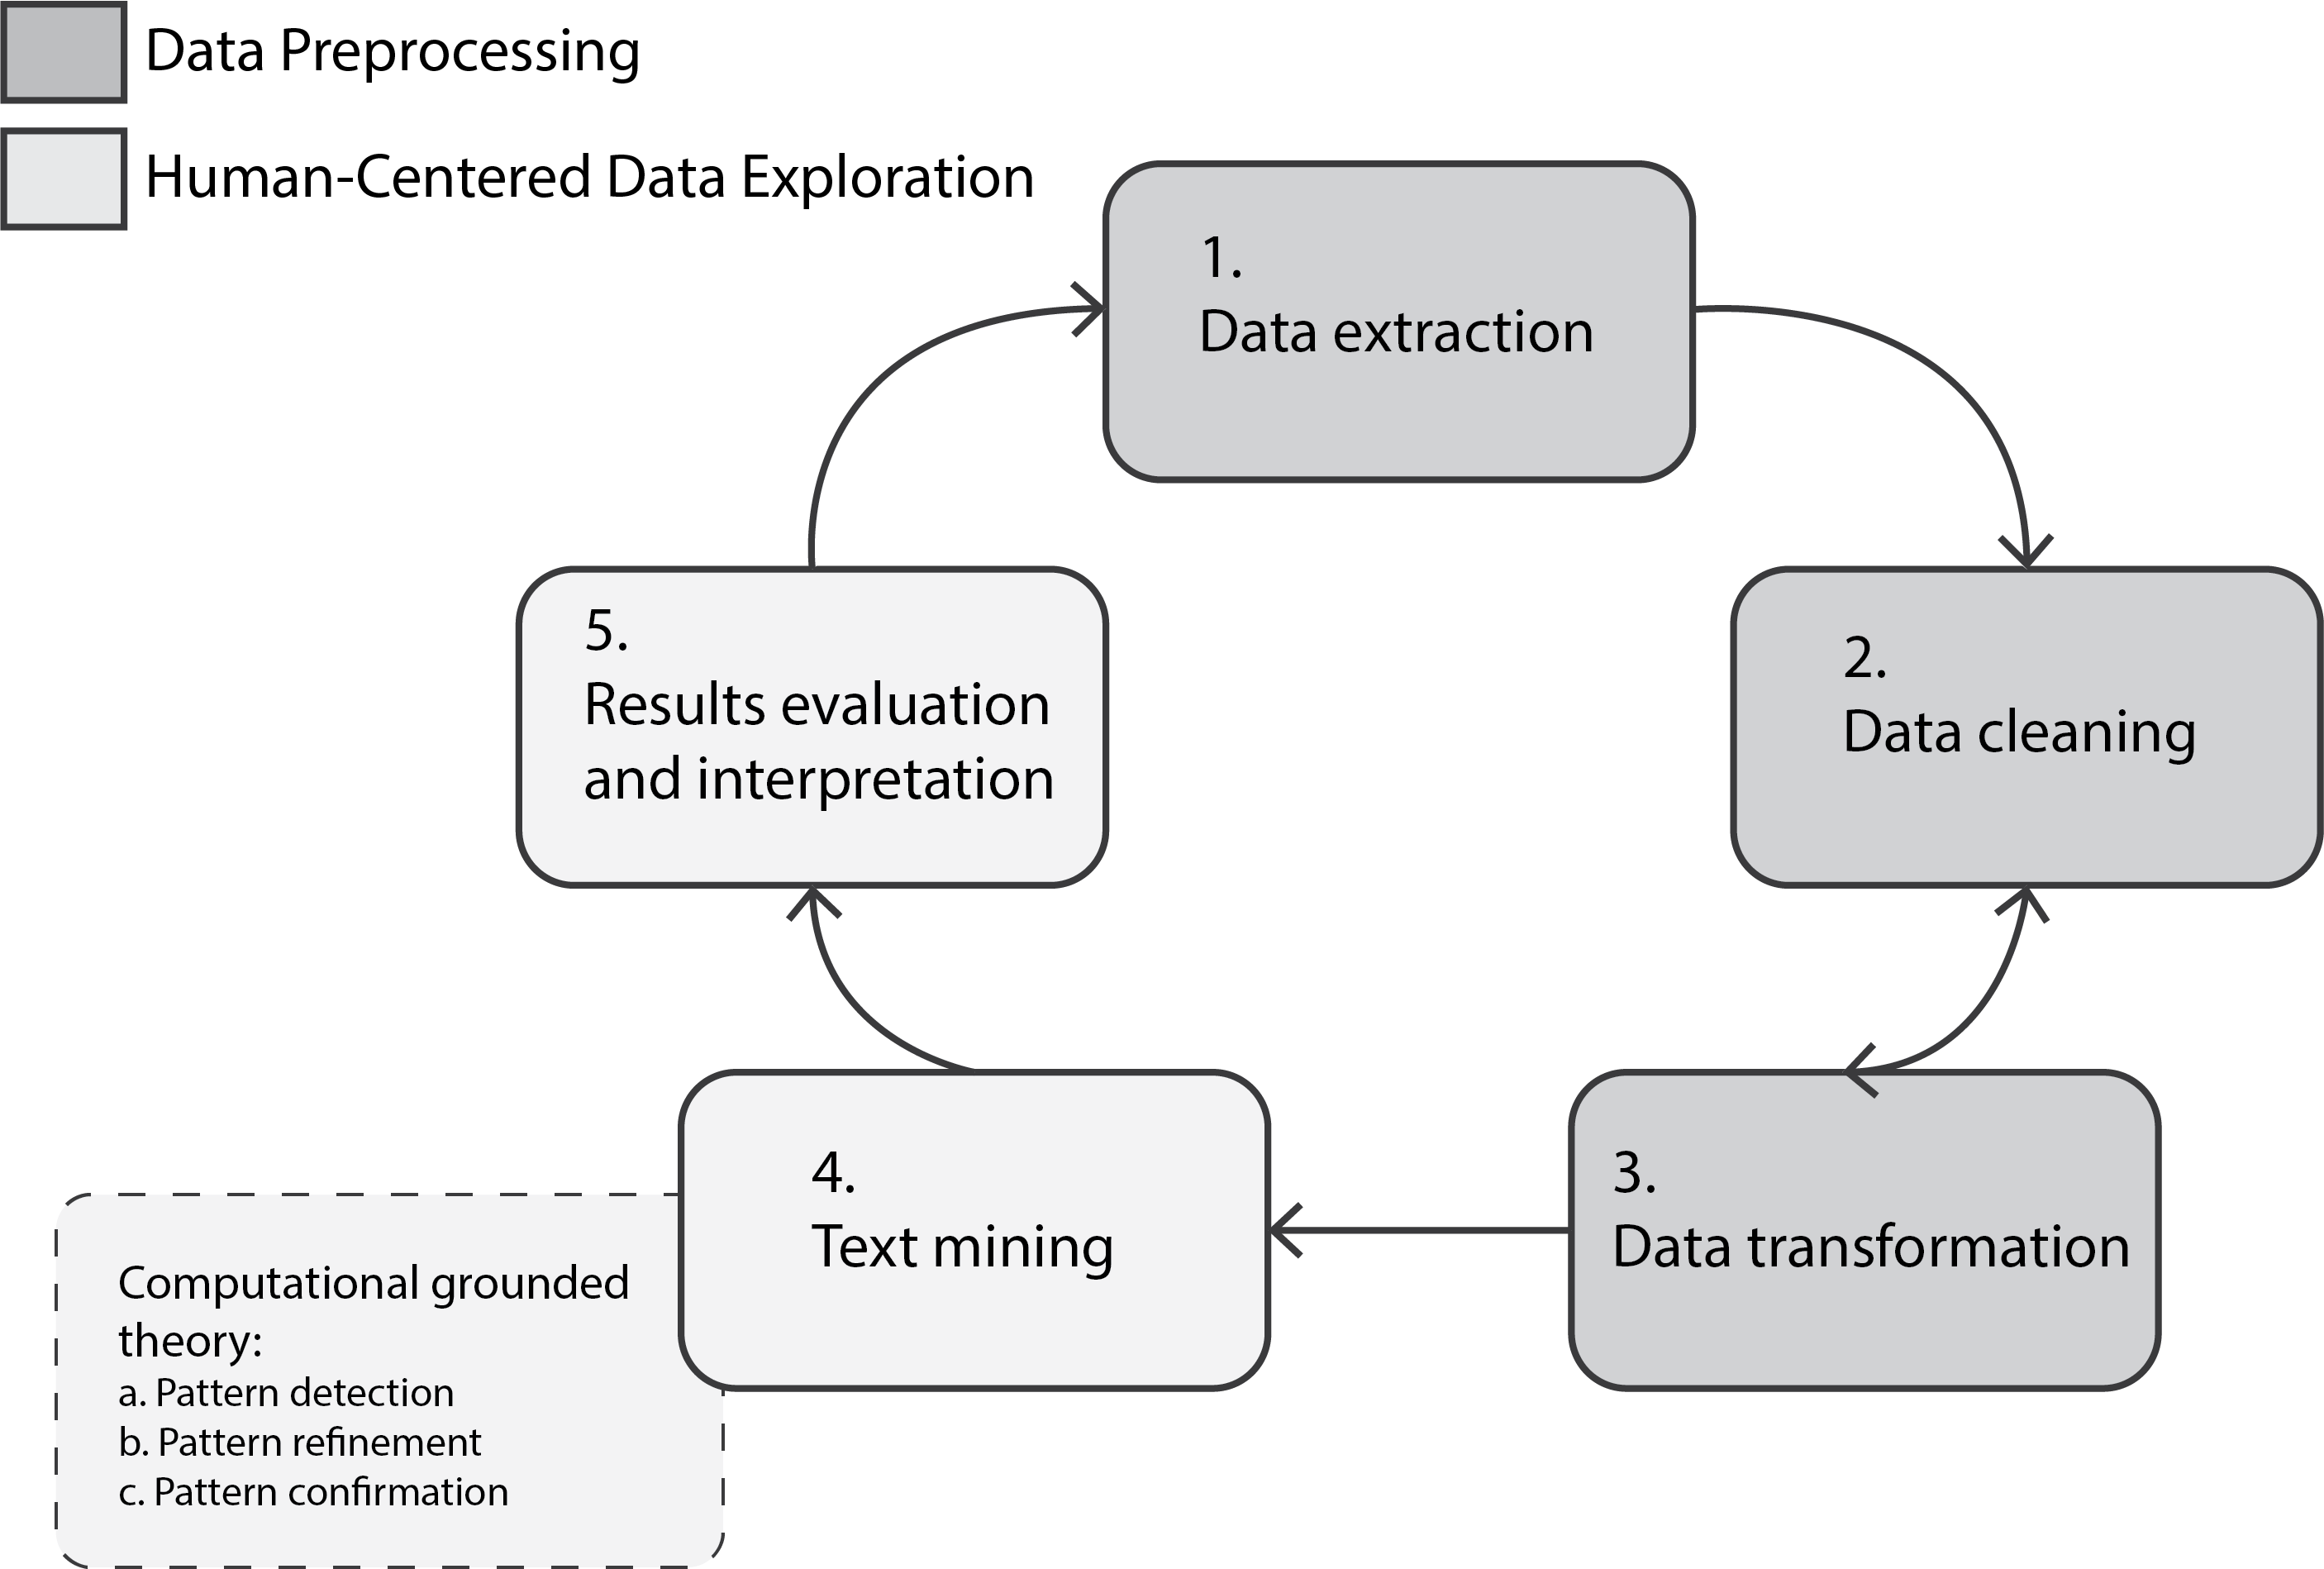 Data Preprocessing
Human-Centered Data Exploration
1.
Data extraction
2.
Data cleaning
3.
Data transformation
4.
Text mining
5.
Results evaluation
and interpretation
Computational grounded
theory:
a. Pattern detection
b. Pattern refinement
c. Pattern confirmation